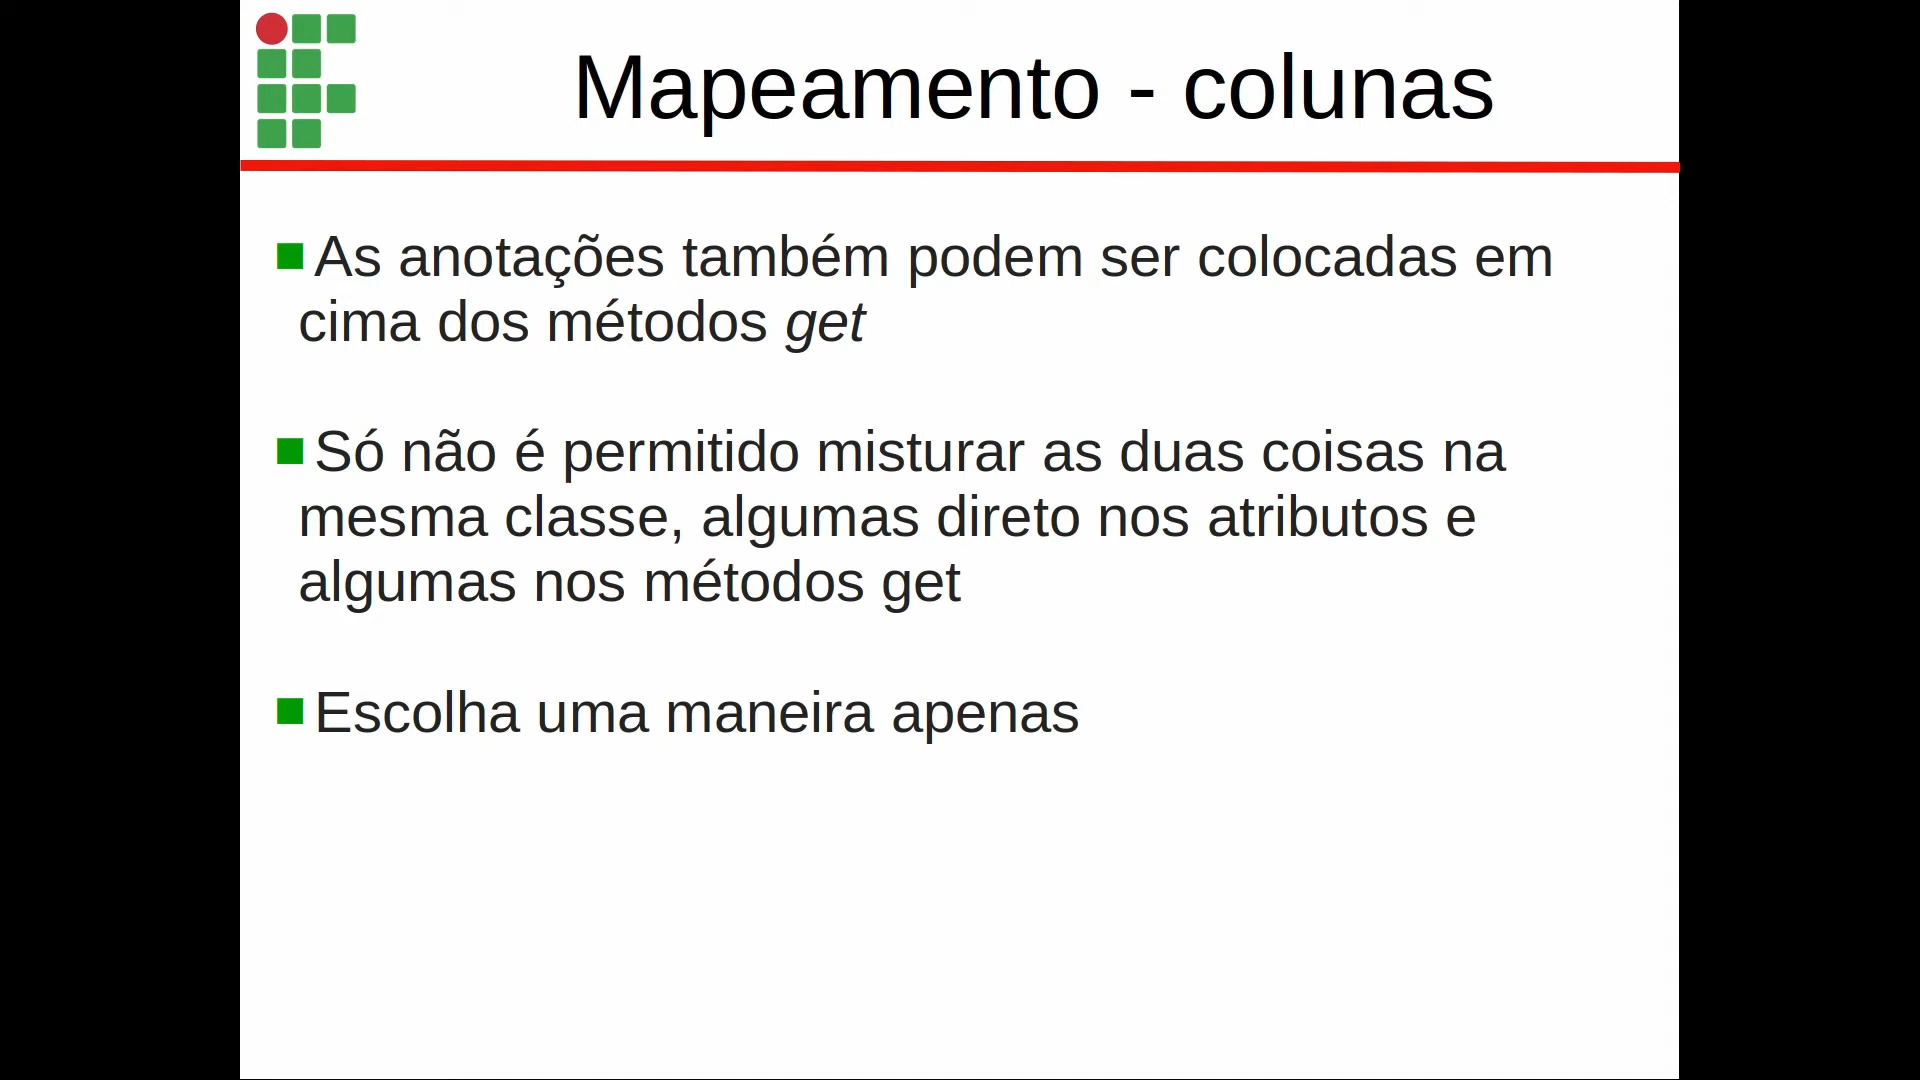 Mapeamento - colunas
As anotações também podem ser colocadas em
cima dos métodos get
Só não é permitido misturar as duas coisas na
mesma classe, algumas direto nos atributos e
algumas nos métodos get
Escolha uma maneira apenas